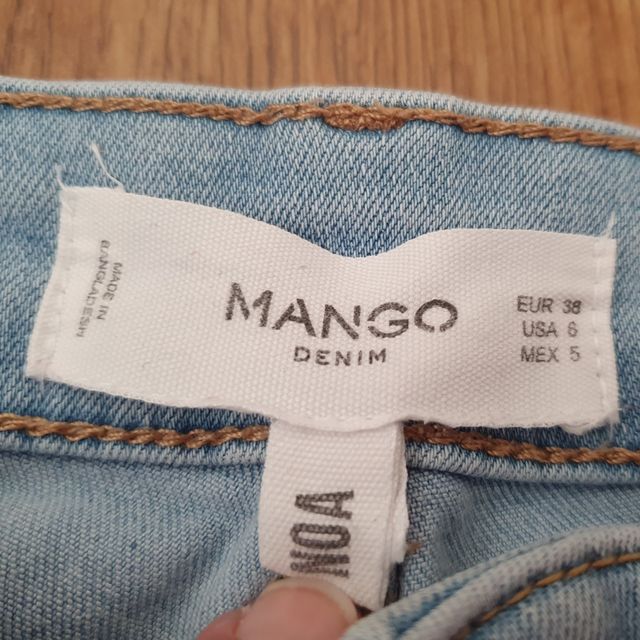 MADE IN
BANGLADESH
MANGO
DENIM
EUR 38
USA 6
MEX 5
NOA